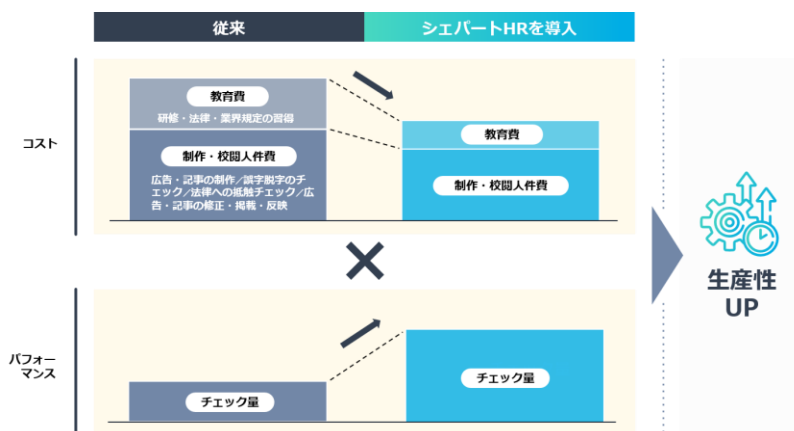 従来
シェパートHRを導入
コスト
教育費
研修・法律・業界規定の習得
制作・校閲人件費
広告・記事の制作/誤字脱字のチ
ェック/法律への抵触チェック/広
告・記事の修正・掲載・反映
教育費
制作・校閲人件費
パフォー
マンス
チェック量
チェック量
生産性
UP